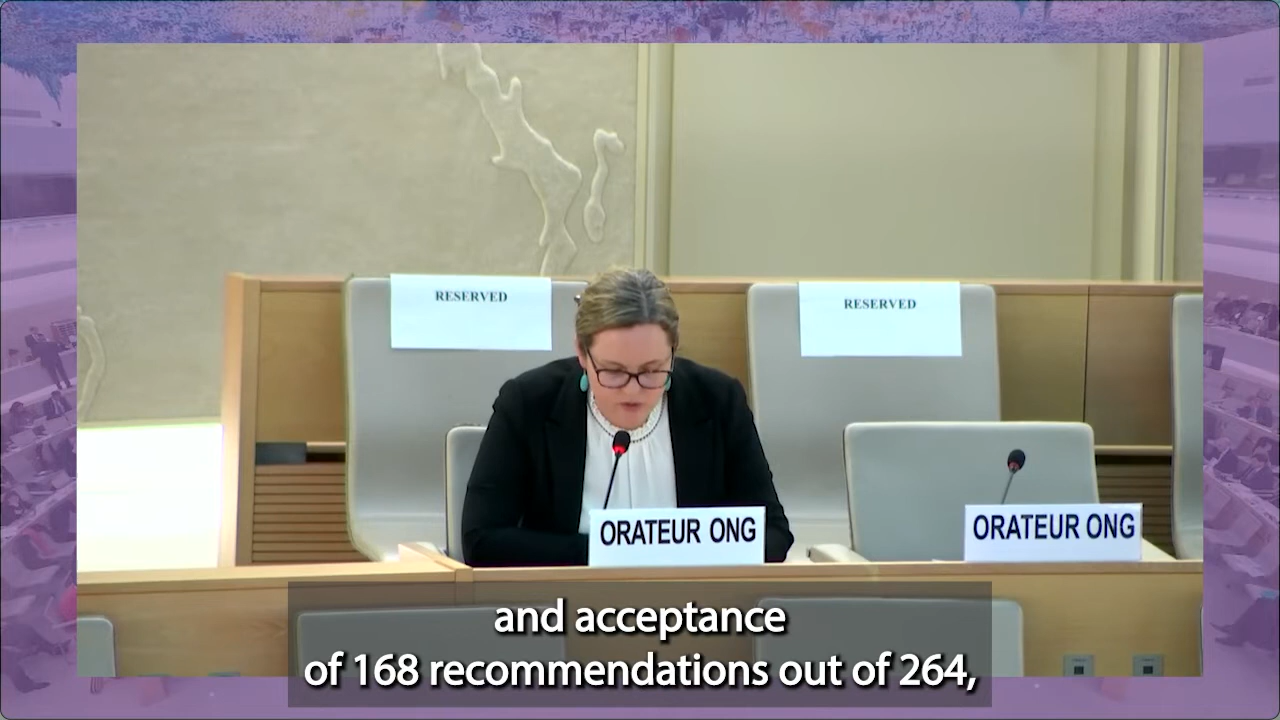 RESERVED
RESERVED
ORATEUR ONG
ORATEUR ONG
and acceptance
of 168 recommendations out of 264,